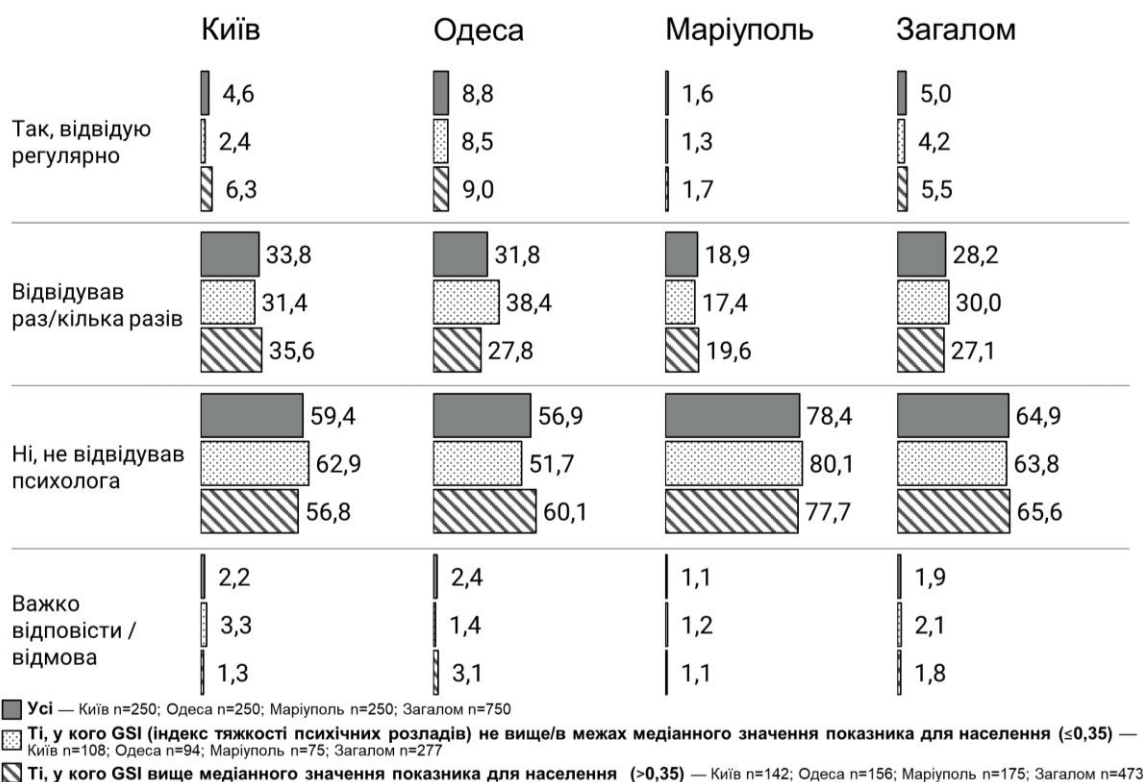 Київ Одеса Маріуполь Загалом
Так, відвідую
регулярно
4,6 8,8 1,6 5,0
2,4 8,5 1,3 4,2
6,3 9,0 1,7 5,5
Відвідував
раз/кілька разів
33,8 31,8 18,9 28,2
31,4 38,4 17,4 30,0
35,6 27,8 19,6 27,1
Ні, не відвідував
психолога
59,4 56,9 78,4 64,9
62,9 51,7 80,1 63,8
56,8 60,1 77,7 65,6
Важко
відповісти /
відмова
2,2 2,4 1,1 1,9
3,3 1,4 1,2 2,1
1,3 3,1 1,1 1,8
Усі — Київ n=250; Одеса n=250; Маріуполь n=250; Загалом n=750
Ті, у кого GSI (індекс тяжкості психічних розладів) не вище/в межах медіанного значення показника для населення (≤0,35) —
Київ n=108; Одеса n=94; Маріуполь n=75; Загалом n=277
Ті, у кого GSI вище медіанного значення показника для населення (>0,35) — Київ n=142; Одеса n=156; Маріуполь n=175; Загалом n=473